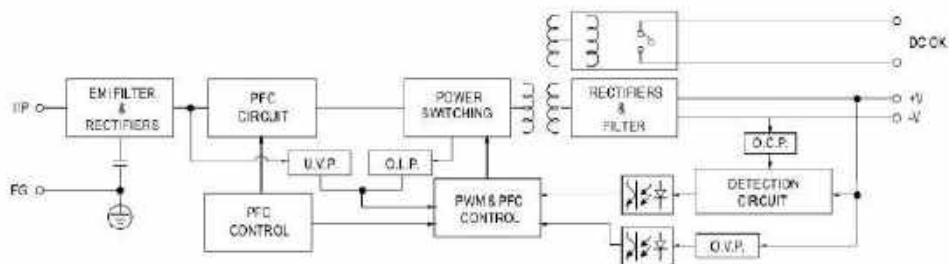 DC OK
I/P
EMI FILTER
&
RECTIFIERS
PFC
CIRCUIT
POWER
SWITCHING
RECTIFIERS
&
FILTER
+V
-V
U.V.P.
O.L.P.
O.C.P.
FG
PFC
CONTROL
PWM & PFC
CONTROL
DETECTION
CIRCUIT
O.V.P.